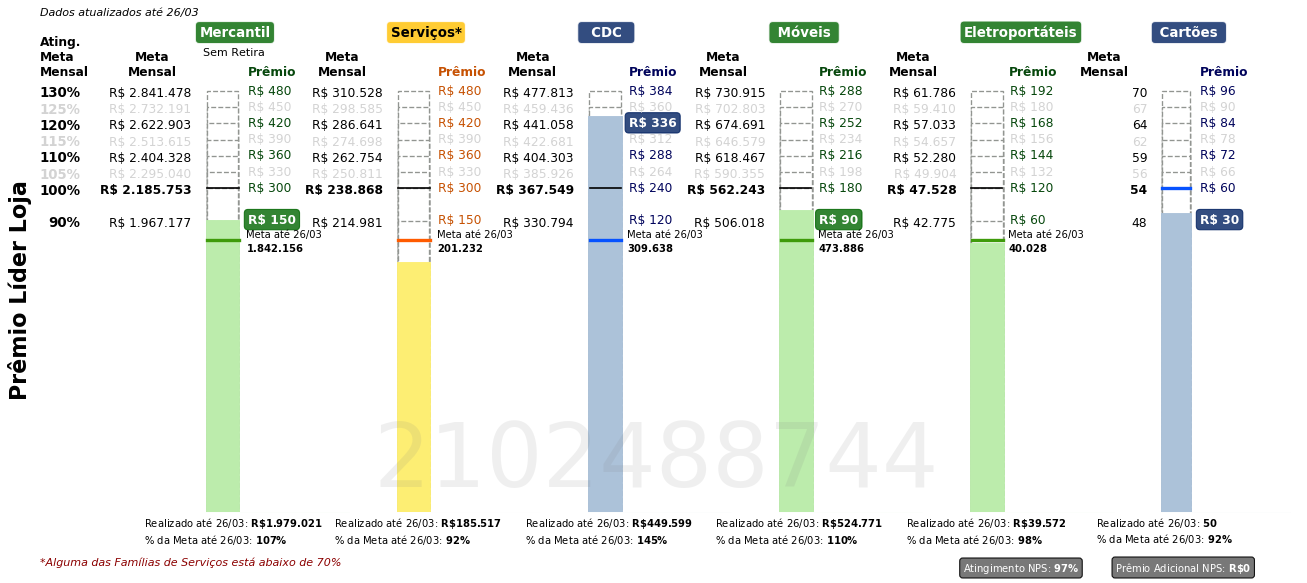 Dados atualizados até 26/03
Mercantil Serviços* CDC Móveis Eletroportáteis Cartões
Sem Retira
Ating. Meta Mensal
Meta Mensal Prêmio Meta Mensal Prêmio Meta Mensal Prêmio Meta Mensal Prêmio Meta Mensal Prêmio Meta Mensal Prêmio
130% R$ 2.841.478 R$ 480 R$ 310.528 R$ 480 R$ 477.813 R$ 384 R$ 730.915 R$ 288 R$ 61.786 R$ 192 70 R$ 96
125% R$ 2.732.191 R$ 450 R$ 298.585 R$ 450 R$ 459.436 R$ 360 R$ 702.803 R$ 270 R$ 59.410 R$ 180 67 R$ 90
120% R$ 2.622.903 R$ 420 R$ 286.641 R$ 420 R$ 441.058 R$ 336 R$ 674.691 R$ 252 R$ 57.033 R$ 168 64 R$ 84
115% R$ 2.513.615 R$ 390 R$ 274.698 R$ 390 R$ 422.681 R$ 312 R$ 646.579 R$ 234 R$ 54.657 R$ 156 62 R$ 78
110% R$ 2.404.328 R$ 360 R$ 262.754 R$ 360 R$ 404.303 R$ 288 R$ 618.467 R$ 216 R$ 52.280 R$ 144 59 R$ 72
105% R$ 2.295.040 R$ 330 R$ 250.811 R$ 330 R$ 385.926 R$ 264 R$ 590.355 R$ 198 R$ 49.904 R$ 132 56 R$ 66
100% R$ 2.185.753 R$ 300 R$ 238.868 R$ 300 R$ 367.549 R$ 240 R$ 562.243 R$ 180 R$ 47.528 R$ 120 54 R$ 60
90% R$ 1.967.177 R$ 150 R$ 214.981 R$ 150 R$ 330.794 R$ 120 R$ 506.018 R$ 90 R$ 42.775 R$ 60 48 R$ 30
Meta até 26/03 Meta até 26/03 Meta até 26/03 Meta até 26/03 Meta até 26/03
1.842.156 201.232 309.638 473.886 40.028
Prêmio Líder Loja
2102488744
Realizado até 26/03: R$1.979.021 Realizado até 26/03: R$185.517 Realizado até 26/03: R$449.599 Realizado até 26/03: R$524.771 Realizado até 26/03: R$39.572 Realizado até 26/03: 50
% da Meta até 26/03: 107% % da Meta até 26/03: 92% % da Meta até 26/03: 145% % da Meta até 26/03: 110% % da Meta até 26/03: 98% % da Meta até 26/03: 92%
*Alguma das Famílias de Serviços está abaixo de 70%
Atingimento NPS: 97% Prêmio Adicional NPS: R$0